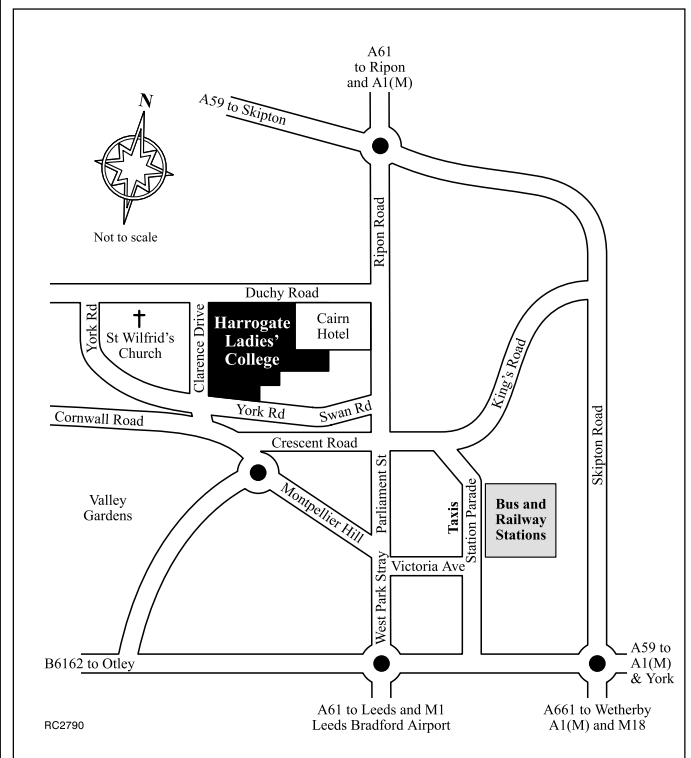 A61
to Ripon
and A1(M)
A59 to Skipton
N
Not to scale
Ripon Road
Duchy Road
York Rd
St Wilfrid's
Church
Clarence Drive
Harrogate
Ladies'
College
Cairn
Hotel
King's Road
Cornwall Road
York Rd
Swan Rd
Crescent Road
Skipton Road
Valley
Gardens
Montpellier Hill
Parliament St
Taxis
Station Parade
Bus and
Railway
Stations
West Park Stray
Victoria Ave
B6162 to Otley
A59 to
A1(M)
& York
A61 to Leeds and M1
Leeds Bradford Airport
A661 to Wetherby
A1(M) and M18
RC2790